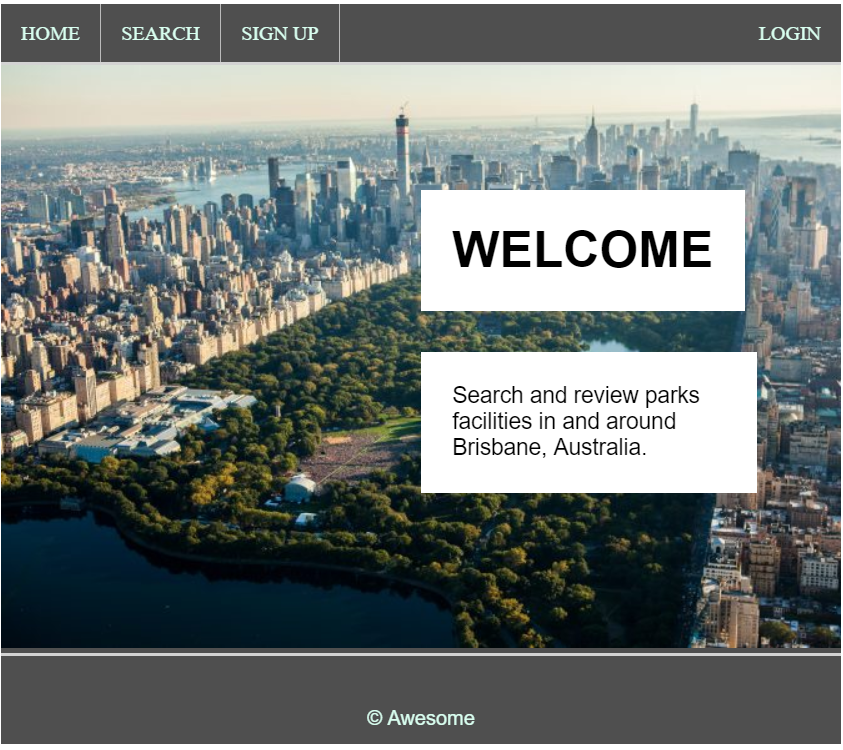 HOME SEARCH SIGN UP LOGIN
WELCOME
Search and review parks
facilities in and around
Brisbane, Australia.
© Awesome